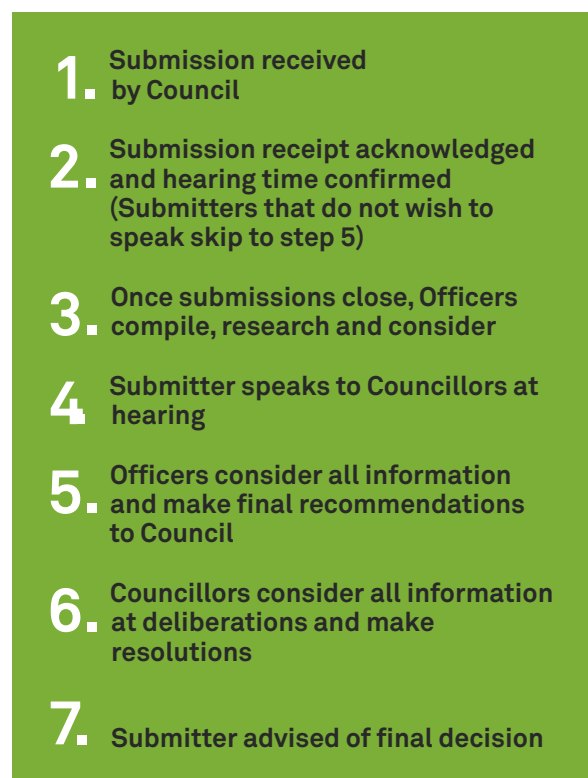 1. Submission received
by Council
2. Submission receipt acknowledged
and hearing time confirmed
(Submitters that do not wish to
speak skip to step 5)
3. Once submissions close, Officers
compile, research and consider
4. Submitter speaks to Councillors at
hearing
5. Officers consider all information
and make final recommendations
to Council
6. Councillors consider all information
at deliberations and make
resolutions
7. Submitter advised of final decision